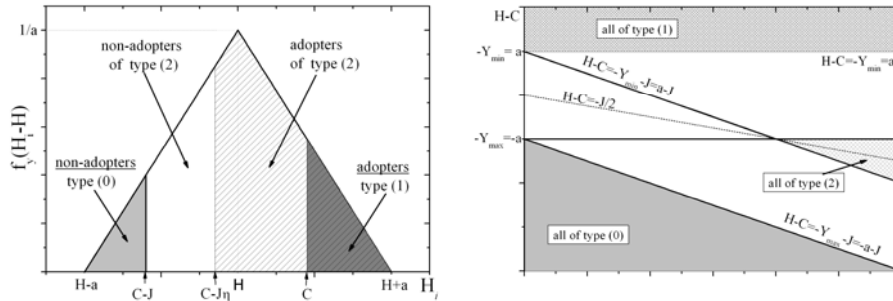 1/a
f_y(H_i-H)
non-adopters
of type (2)
adopters
of type (2)
non-adopters
type (0)
adopters
type (1)
H-a
C-J
C-Jη
H
C
H+a
H_i
H-C
all of type (1)
-Y_min= a
H-C=-Y_min=a
H-C=-Y_min-J=a-J
H-C=-J/2
-Y_max=-a
all of type (2)
H-C=-Y_max-J=-a-J
all of type (0)